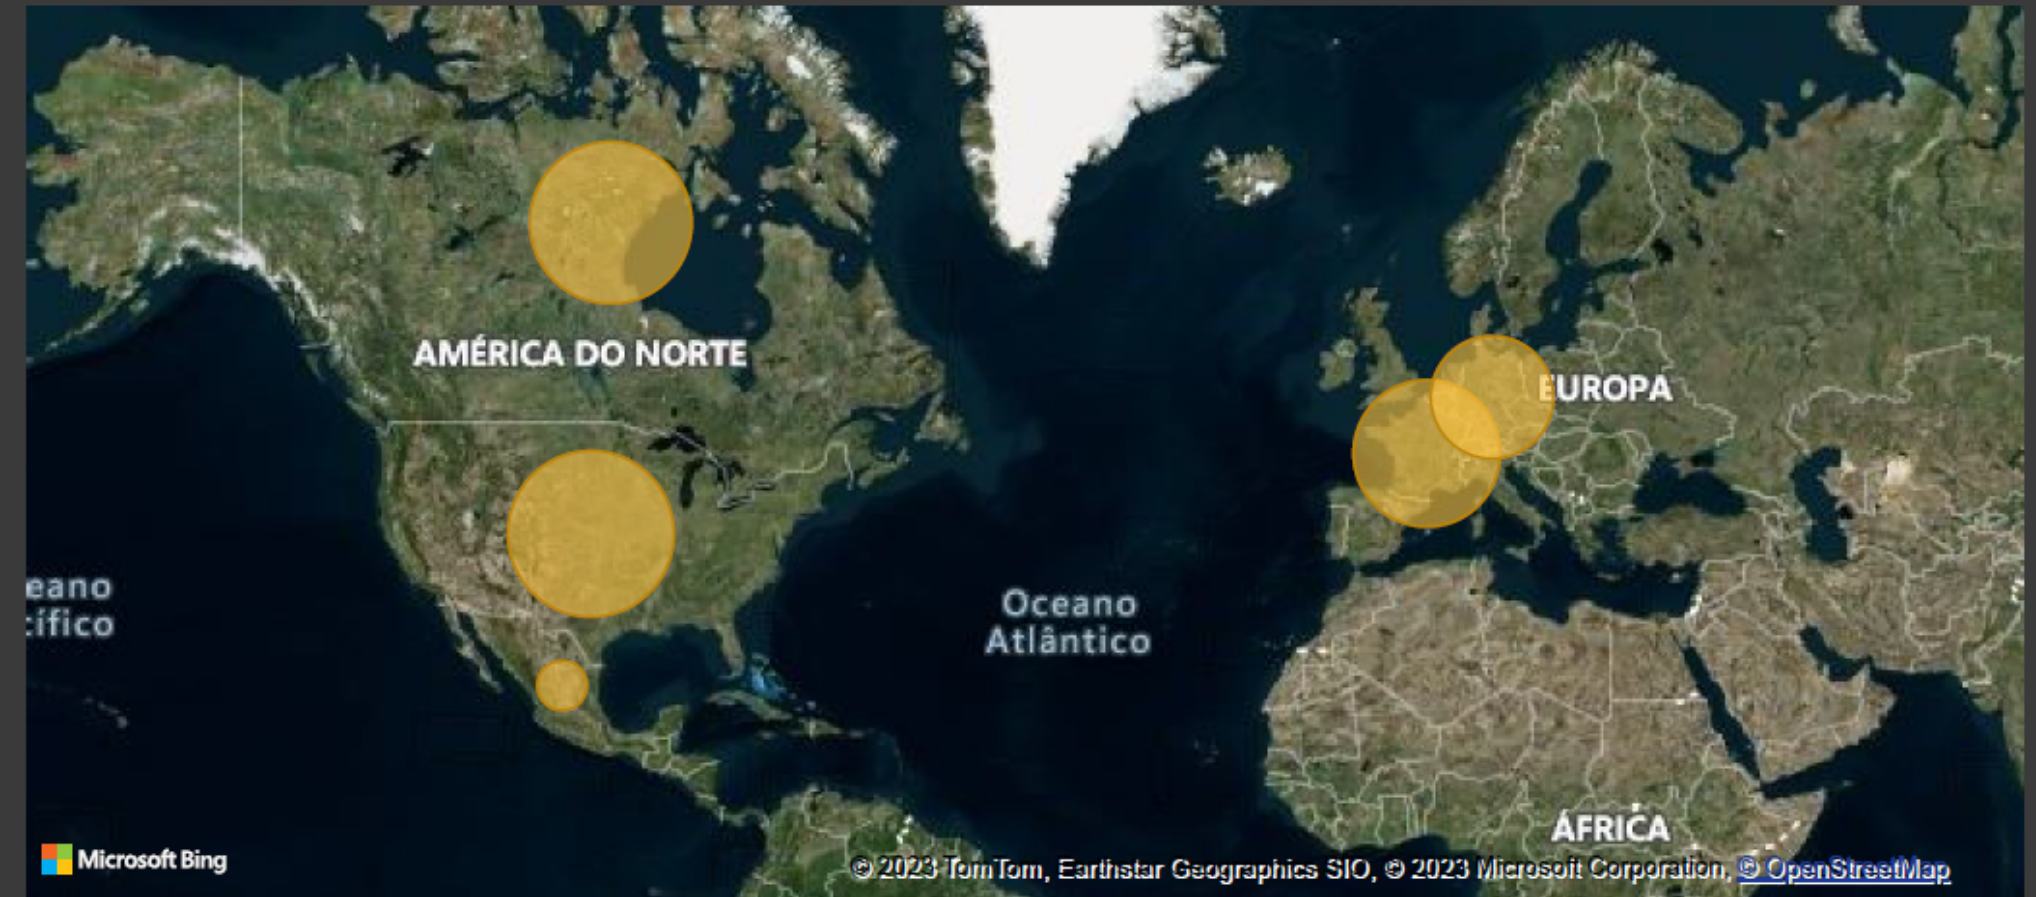 AMÉRICA DO NORTE
EUROPA
eano
cífico
Oceano
Atlântico
ÁFRICA
Microsoft Bing
© 2023 TomTom, Earthstar Geographics SIO, © 2023 Microsoft Corporation, © OpenStreetMap